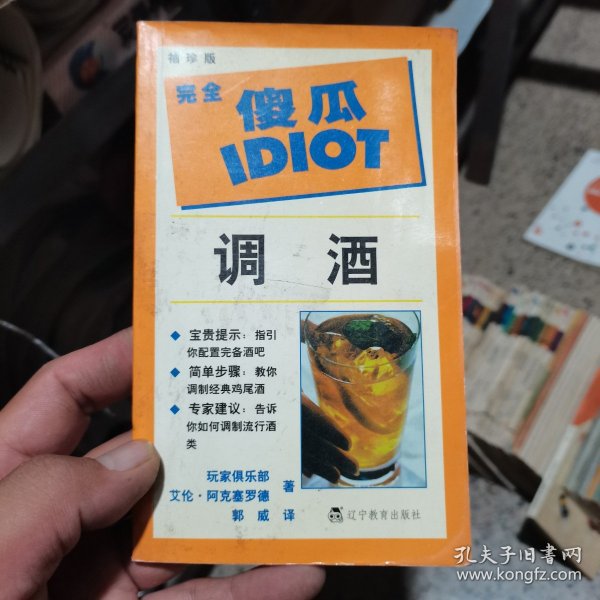 袖珍版
完全
傻瓜
IDIOT
调酒
◆ 宝贵提示：指引
你配置完备酒吧
◆ 简单步骤：教你
调制经典鸡尾酒
◆ 专家建议：告诉
你如何调制流行酒
类
玩家俱乐部
艾伦·阿克塞罗德 著
郭威 译
辽宁教育出版社
孔夫子旧书网
www.kongfz.com